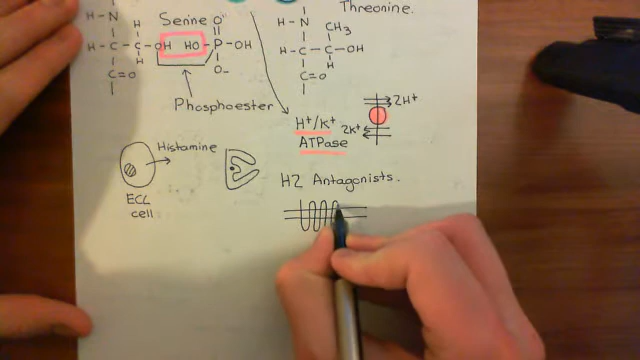 Serine
Threonine.
H-N
H
O
H-C-C-OH HO-P-OH
H
C=O
O-
Phosphoester
H-N CH3
H-C-C-OH
H
C=O
H+/K+
ATPase
2H+
2K+
Histamine
ECL
cell
H2 Antagonists.